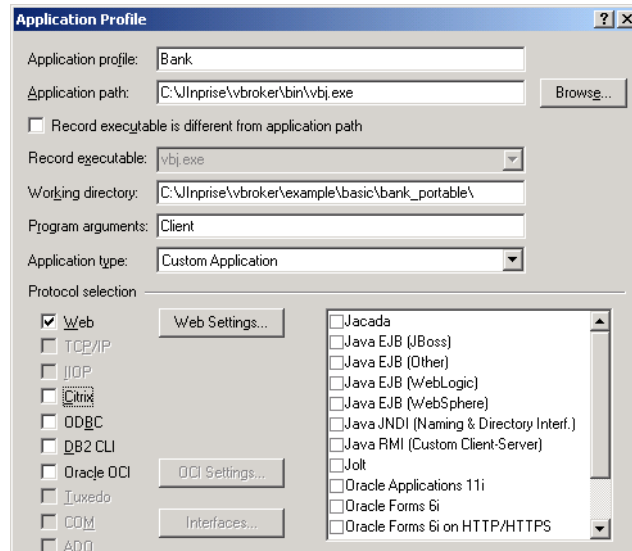 Application Profile
Application profile: Bank
Application path: C:\JInprise\vbroker\bin\vbj.exe Browse...
Record executable is different from application path
Record executable: vbj.exe
Working directory: C:\JInprise\vbroker\example\basic\bank_portable\
Program arguments: Client
Application type: Custom Application
Protocol selection
Web Web Settings...
TCP/IP
IIOP
Citrix
ODBC
DB2 CLI
Oracle OCI OCI Settings...
Tuxedo
COM Interfaces...
ADO
Jacada
Java EJB (JBoss)
Java EJB (Other)
Java EJB (WebLogic)
Java EJB (WebSphere)
Java JNDI (Naming & Directory Interf.)
Java RMI (Custom Client-Server)
Jolt
Oracle Applications 11i
Oracle Forms 6i
Oracle Forms 6i on HTTP/HTTPS